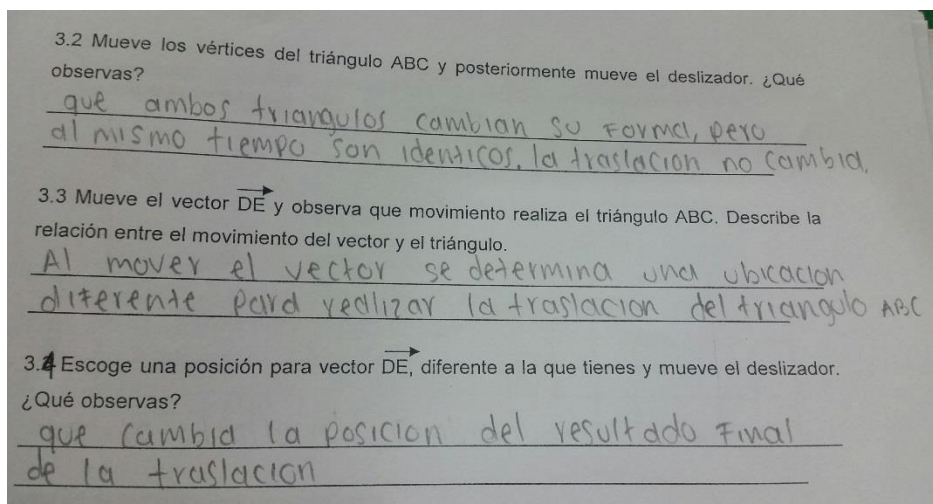 3.2 Mueve los vértices del triángulo ABC y posteriormente mueve el deslizador. ¿Qué
observas?
que ambos triangulos cambian su forma, pero
al mismo tiempo son identicos. la traslacion no cambia.
3.3 Mueve el vector DE y observa que movimiento realiza el triángulo ABC. Describe la
relación entre el movimiento del vector y el triángulo.
Al mover el vector se determina una ubicacion
diferente para realizar la traslacion del triangulo ABC
3.4 Escoge una posición para vector DE, diferente a la que tienes y mueve el deslizador.
¿Qué observas?
que cambia la posicion del resultado final
de la traslacion